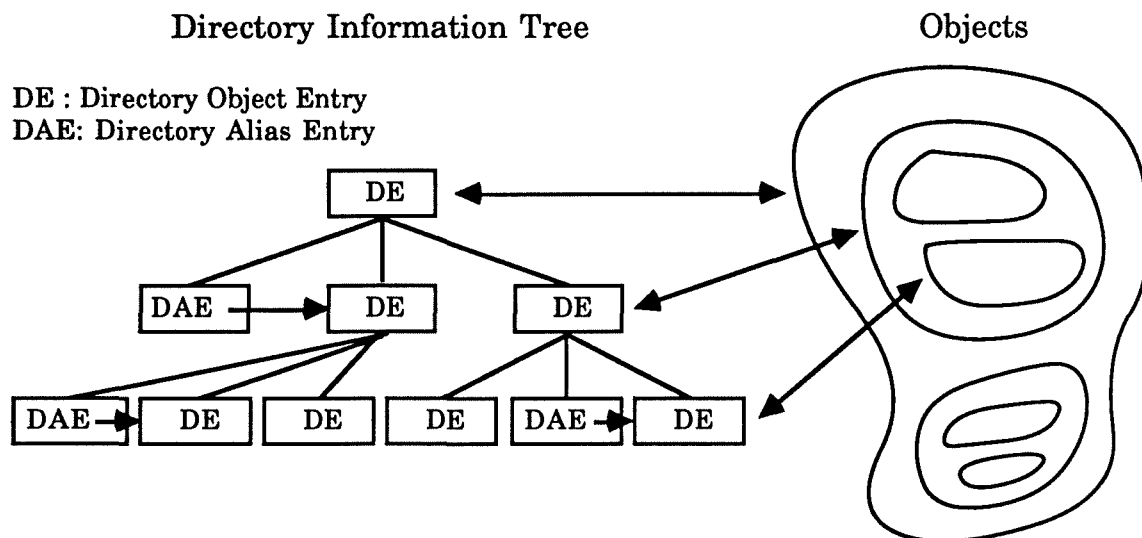 Directory Information Tree
Objects
DE : Directory Object Entry
DAE: Directory Alias Entry
DE
DAE
DE
DE
DAE
DE
DE
DE
DAE
DE